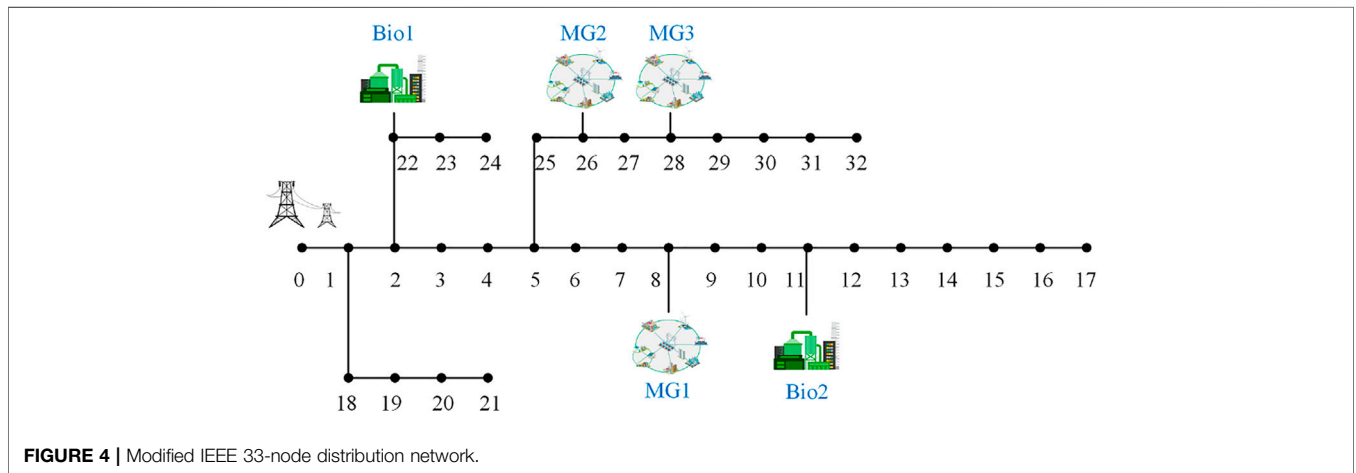 Bio1 MG2 MG3
22 23 24 25 26 27 28 29 30 31 32
0 1 2 3 4 5 6 7 8 9 10 11 12 13 14 15 16 17
MG1 Bio2
18 19 20 21
FIGURE 4 | Modified IEEE 33-node distribution network.